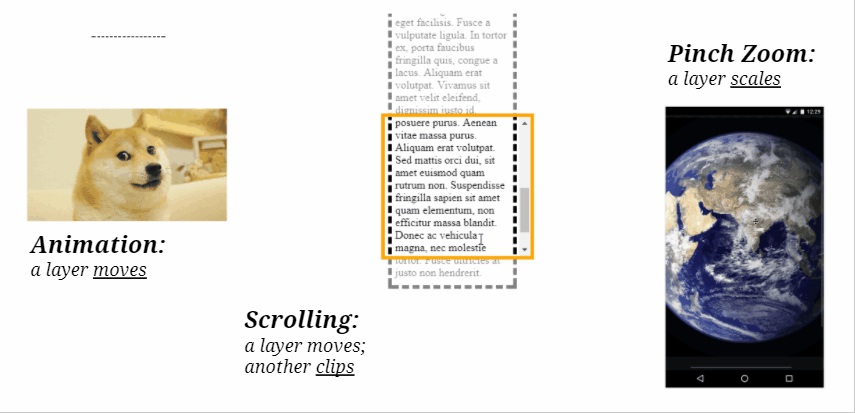 eget facilisis. Fusce a
vulputate ligula. In tortor
ex, porta faucibus
fringilla quis, congue a
lacus. Aliquam erat
volutpat. Vivamus sit
amet velit eleifend,
dignissim justo id,
posuere purus. Aenean
vitae massa purus.
Aliquam erat volutpat.
Sed mattis orci dui, sit
amet euismod quam
rutrum non. Suspendisse
fringilla sapien sit amet
quam elementum, non
efficitur massa blandit.
Donec ac vehicula
magna, nec molestie
tortor. Fusce ultricies at
justo non hendrerit.
Pinch Zoom:
a layer scales
11:29
Animation:
a layer moves
Scrolling:
a layer moves;
another clips